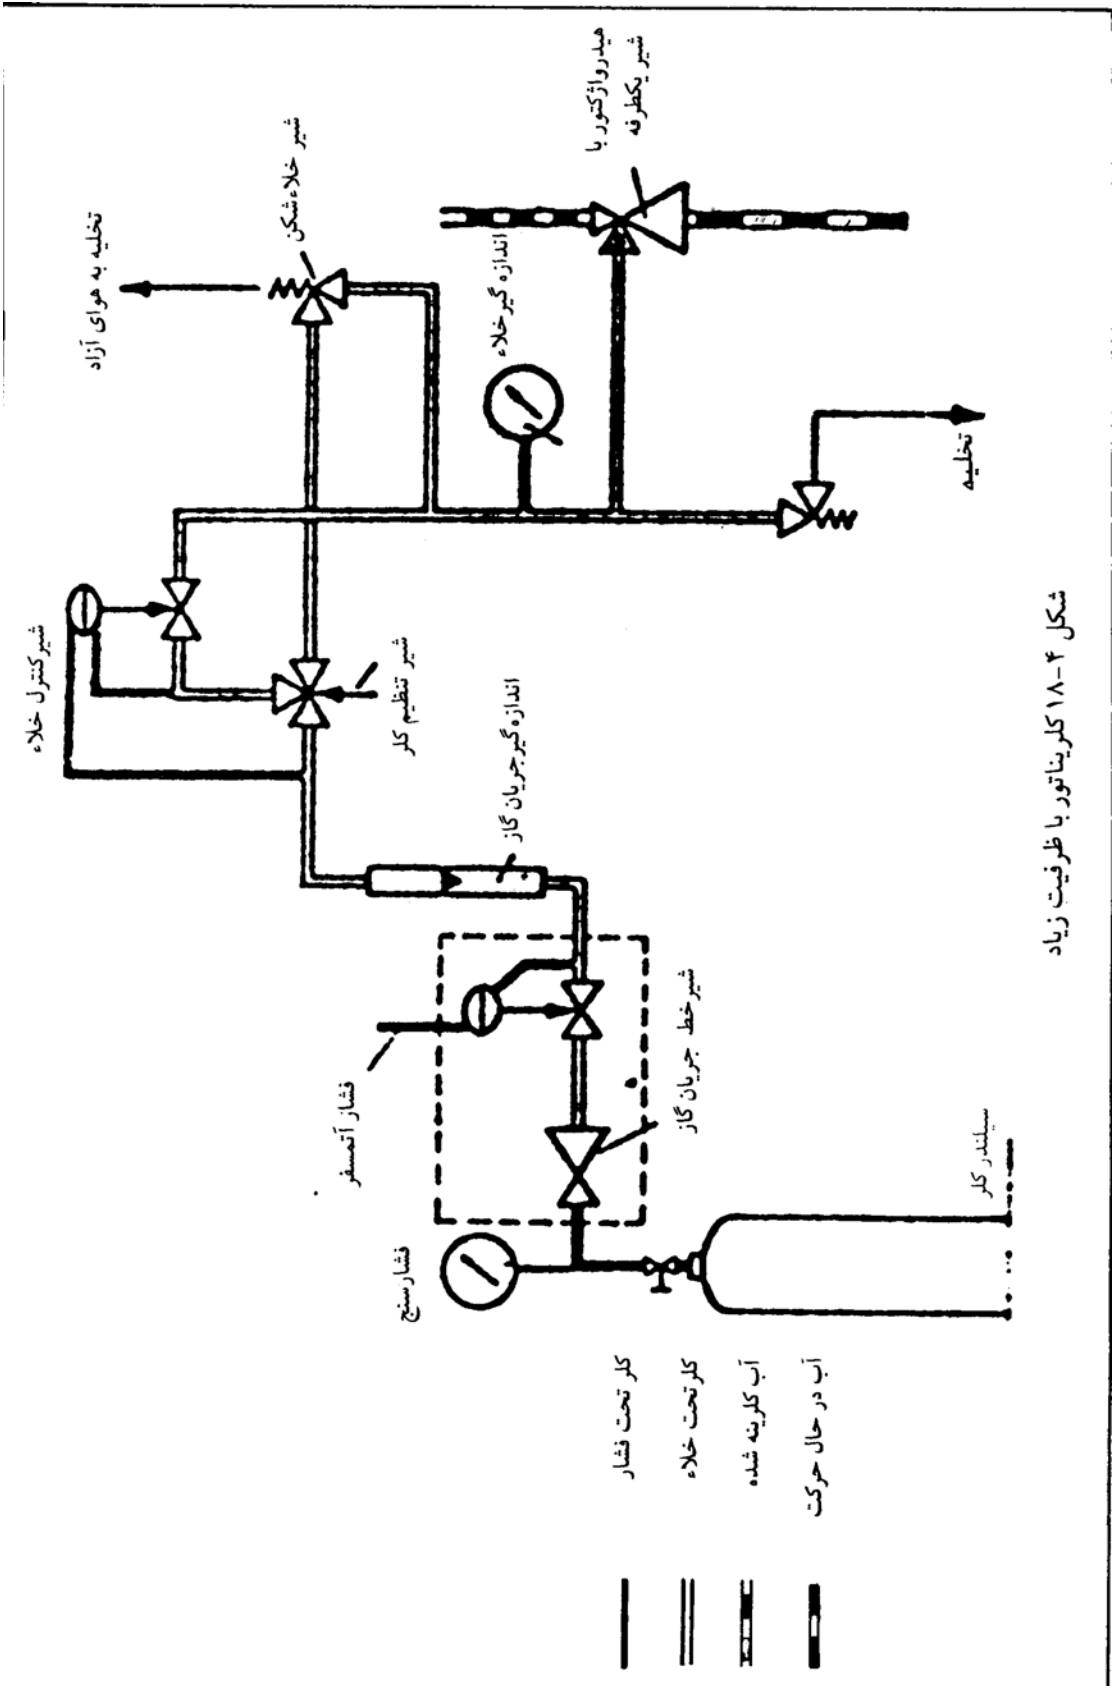 تخلیه به هوای آزاد
شیر خلاءشکن
هیدرواژکتور با
شیر یکطرفه
اندازه گیر خلاء
تخلیه
شیر کنترل خلاء
شیر تنظیم کلر
اندازه گیر جریان گاز
فشار آتمسفر
شیر خط جریان گاز
فشارسنج
سیلندر کلر
کلر تحت فشار
کلر تحت خلاء
آب کلرینه شده
آب در حال حرکت
شکل ۴-۱۸ کلریناتور با ظرفیت زیاد